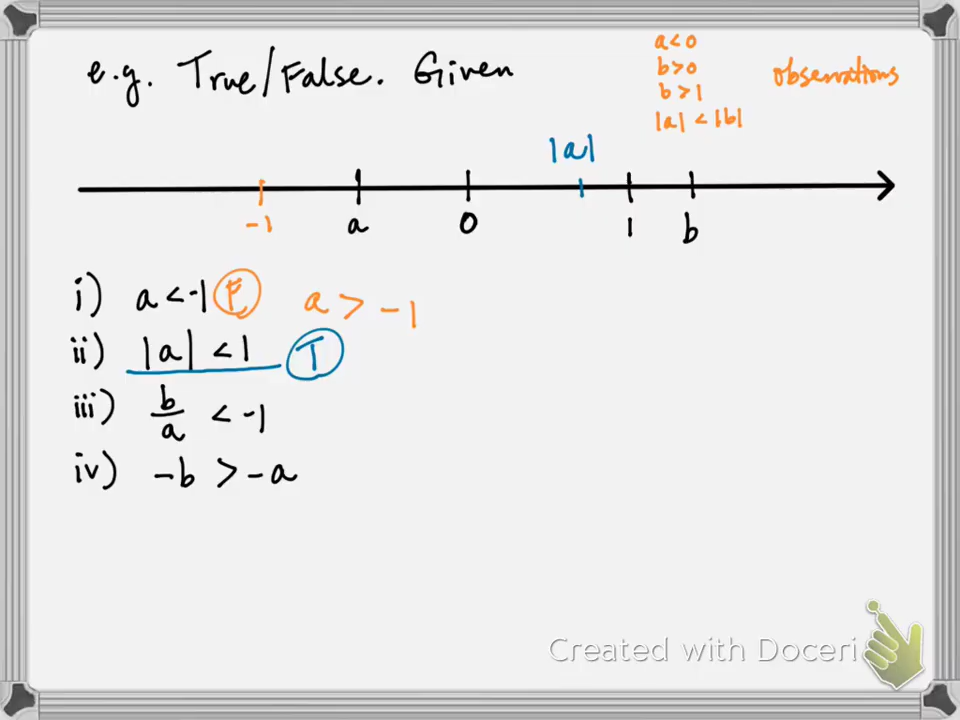 e.g. True/False. Given
a<0
b>0
b>1
|a| < |b|
observations
|a|
-1 a 0 1 b
i) a < -1 F a > -1
ii) |a| < 1 T
iii) b/a < -1
iv) -b > -a
Created with Doceri